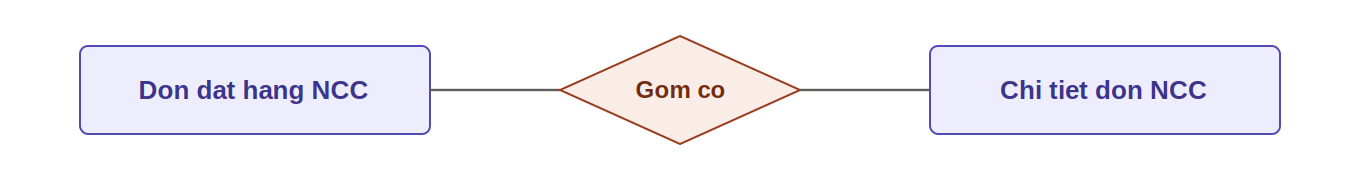 Don dat hang NCC
Gom co
Chi tiet don NCC